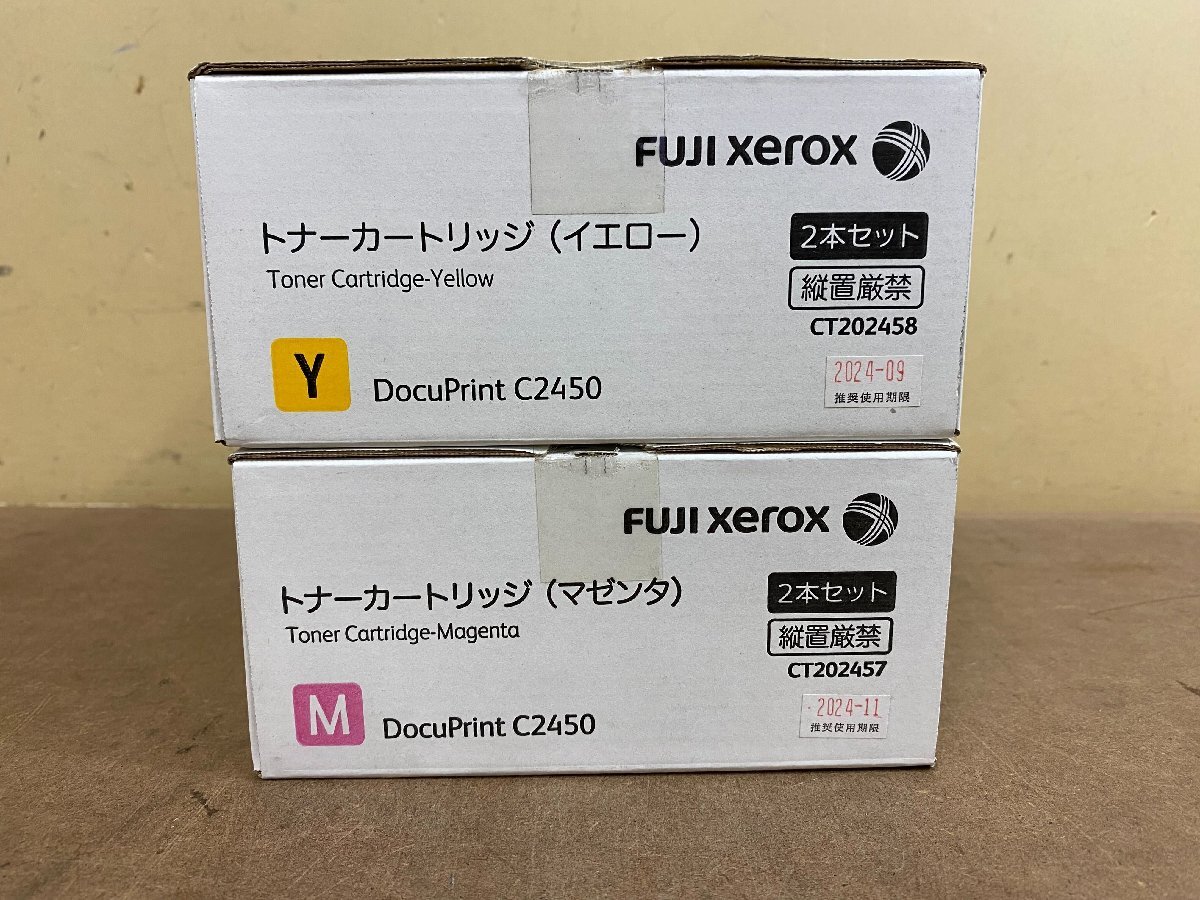 FUJI xerox
トナーカートリッジ（イエロー）
2本セット
Toner Cartridge-Yellow
縦置厳禁
CT202458
Y
DocuPrint C2450
2024-09
推奨使用期限
FUJI xerox
トナーカートリッジ（マゼンタ）
2本セット
Toner Cartridge-Magenta
縦置厳禁
CT202457
M
DocuPrint C2450
2024-11
推奨使用期限